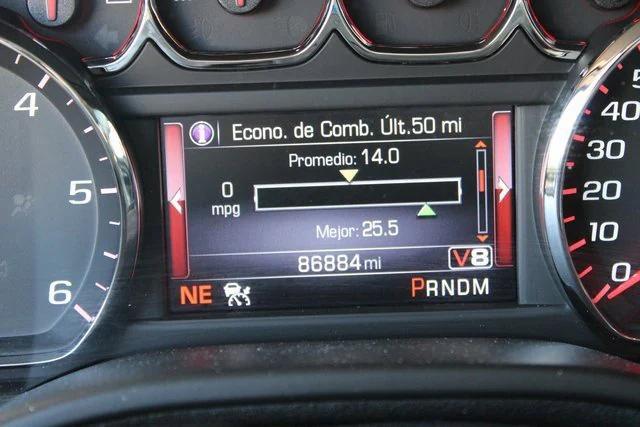 Econo. de Comb. Últ.50 mi
Promedio: 14.0
0
mpg
Mejor: 25.5
86884 mi
V8
NE
PRNDM
4
5
6
40
30
20
10
0